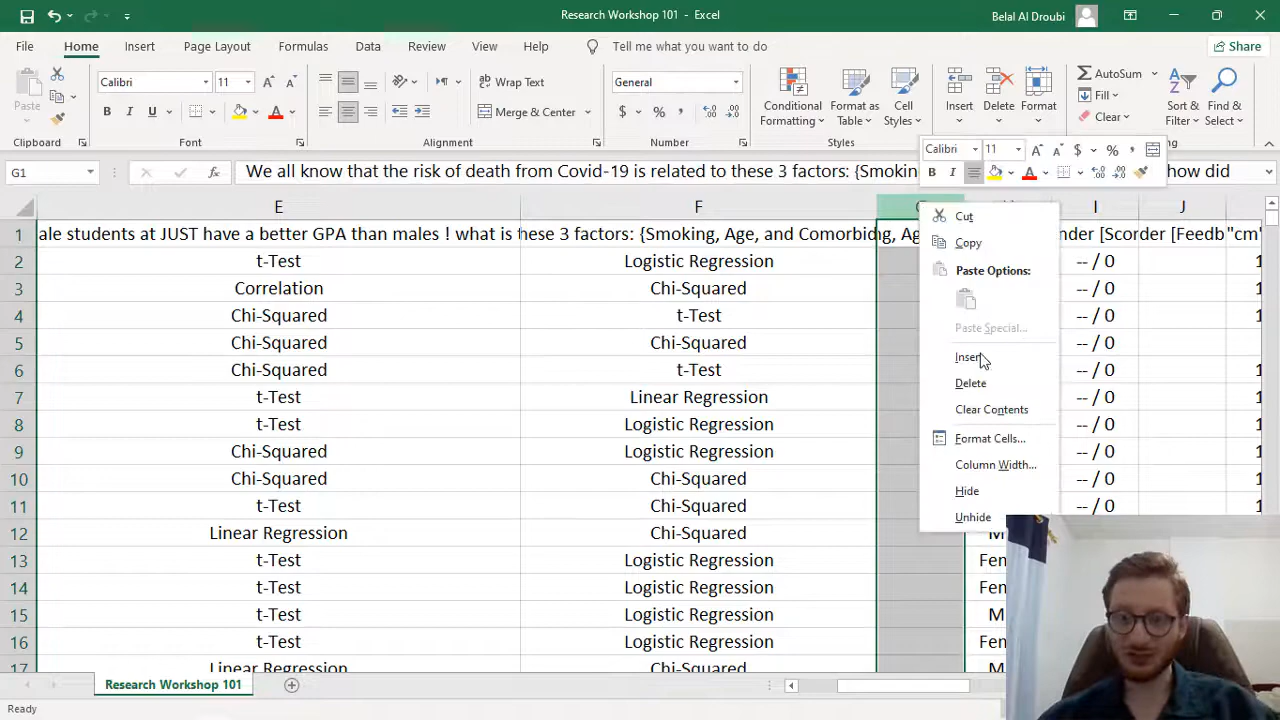 Research Workshop 101 - Excel
Belal Al Droubi
File Home Insert Page Layout Formulas Data Review View Help Tell me what you want to do Share
Paste
Calibri 11
Wrap Text
General
Merge & Center
$ % ,
Conditional Formatting
Format as Table
Cell Styles
Insert Delete Format
AutoSum
Fill
Clear
Sort & Filter
Find & Select
Clipboard Font Alignment Number Styles
Calibri 11 $ % ,
B I
G1 fx We all know that the risk of death from Covid-19 is related to these 3 factors: {Smoking how did
E F I J
1 ale students at JUST have a better GPA than males ! what is these 3 factors: {Smoking, Age, and Comorbid ng, Ag nder [Scor der [Feedb "cm"
2 t-Test Logistic Regression -- / 0 1
3 Correlation Chi-Squared -- / 0 1
4 Chi-Squared t-Test -- / 0 1
5 Chi-Squared Chi-Squared -- / 0
6 Chi-Squared t-Test -- / 0 1
7 t-Test Linear Regression -- / 0 1
8 t-Test Logistic Regression -- / 0 1
9 Chi-Squared Logistic Regression -- / 0 1
10 Chi-Squared Chi-Squared -- / 0 1
11 t-Test Chi-Squared -- / 0 1
12 Linear Regression Chi-Squared M
13 t-Test Logistic Regression Fen
14 t-Test Logistic Regression Fen
15 t-Test Logistic Regression M
16 t-Test Logistic Regression Fen
17 Linear Regression Chi-Squared M
Cut
Copy
Paste Options:
Paste Special...
Insert
Delete
Clear Contents
Format Cells...
Column Width...
Hide
Unhide
Research Workshop 101
Ready